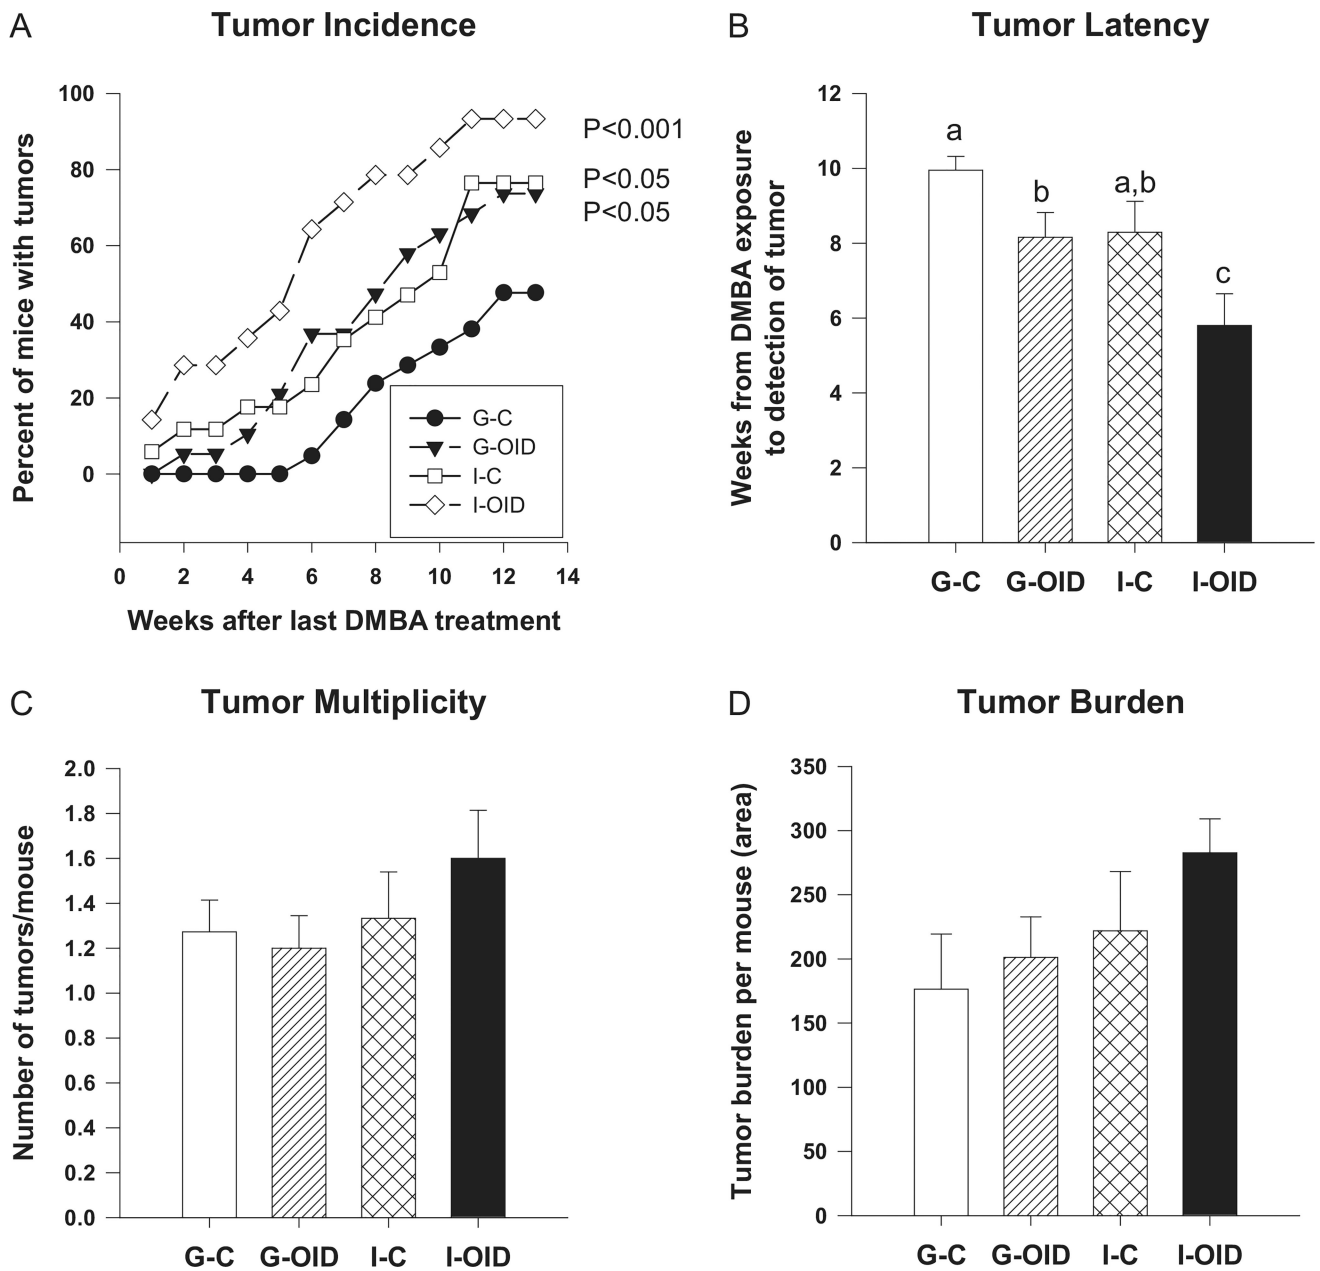 A
Tumor Incidence
Percent of mice with tumors
100
80
60
40
20
0
P<0.001
P<0.05
P<0.05
G-C
G-OID
I-C
I-OID
0 2 4 6 8 10 12 14
Weeks after last DMBA treatment
B
Tumor Latency
Weeks from DMBA exposure
to detection of tumor
12
10
8
6
4
2
0
a
b
a,b
c
G-C G-OID I-C I-OID
C
Tumor Multiplicity
Number of tumors/mouse
2.0
1.8
1.6
1.4
1.2
1.0
0.8
0.6
0.4
0.2
0.0
G-C G-OID I-C I-OID
D
Tumor Burden
Tumor burden per mouse (area)
350
300
250
200
150
100
50
0
G-C G-OID I-C I-OID